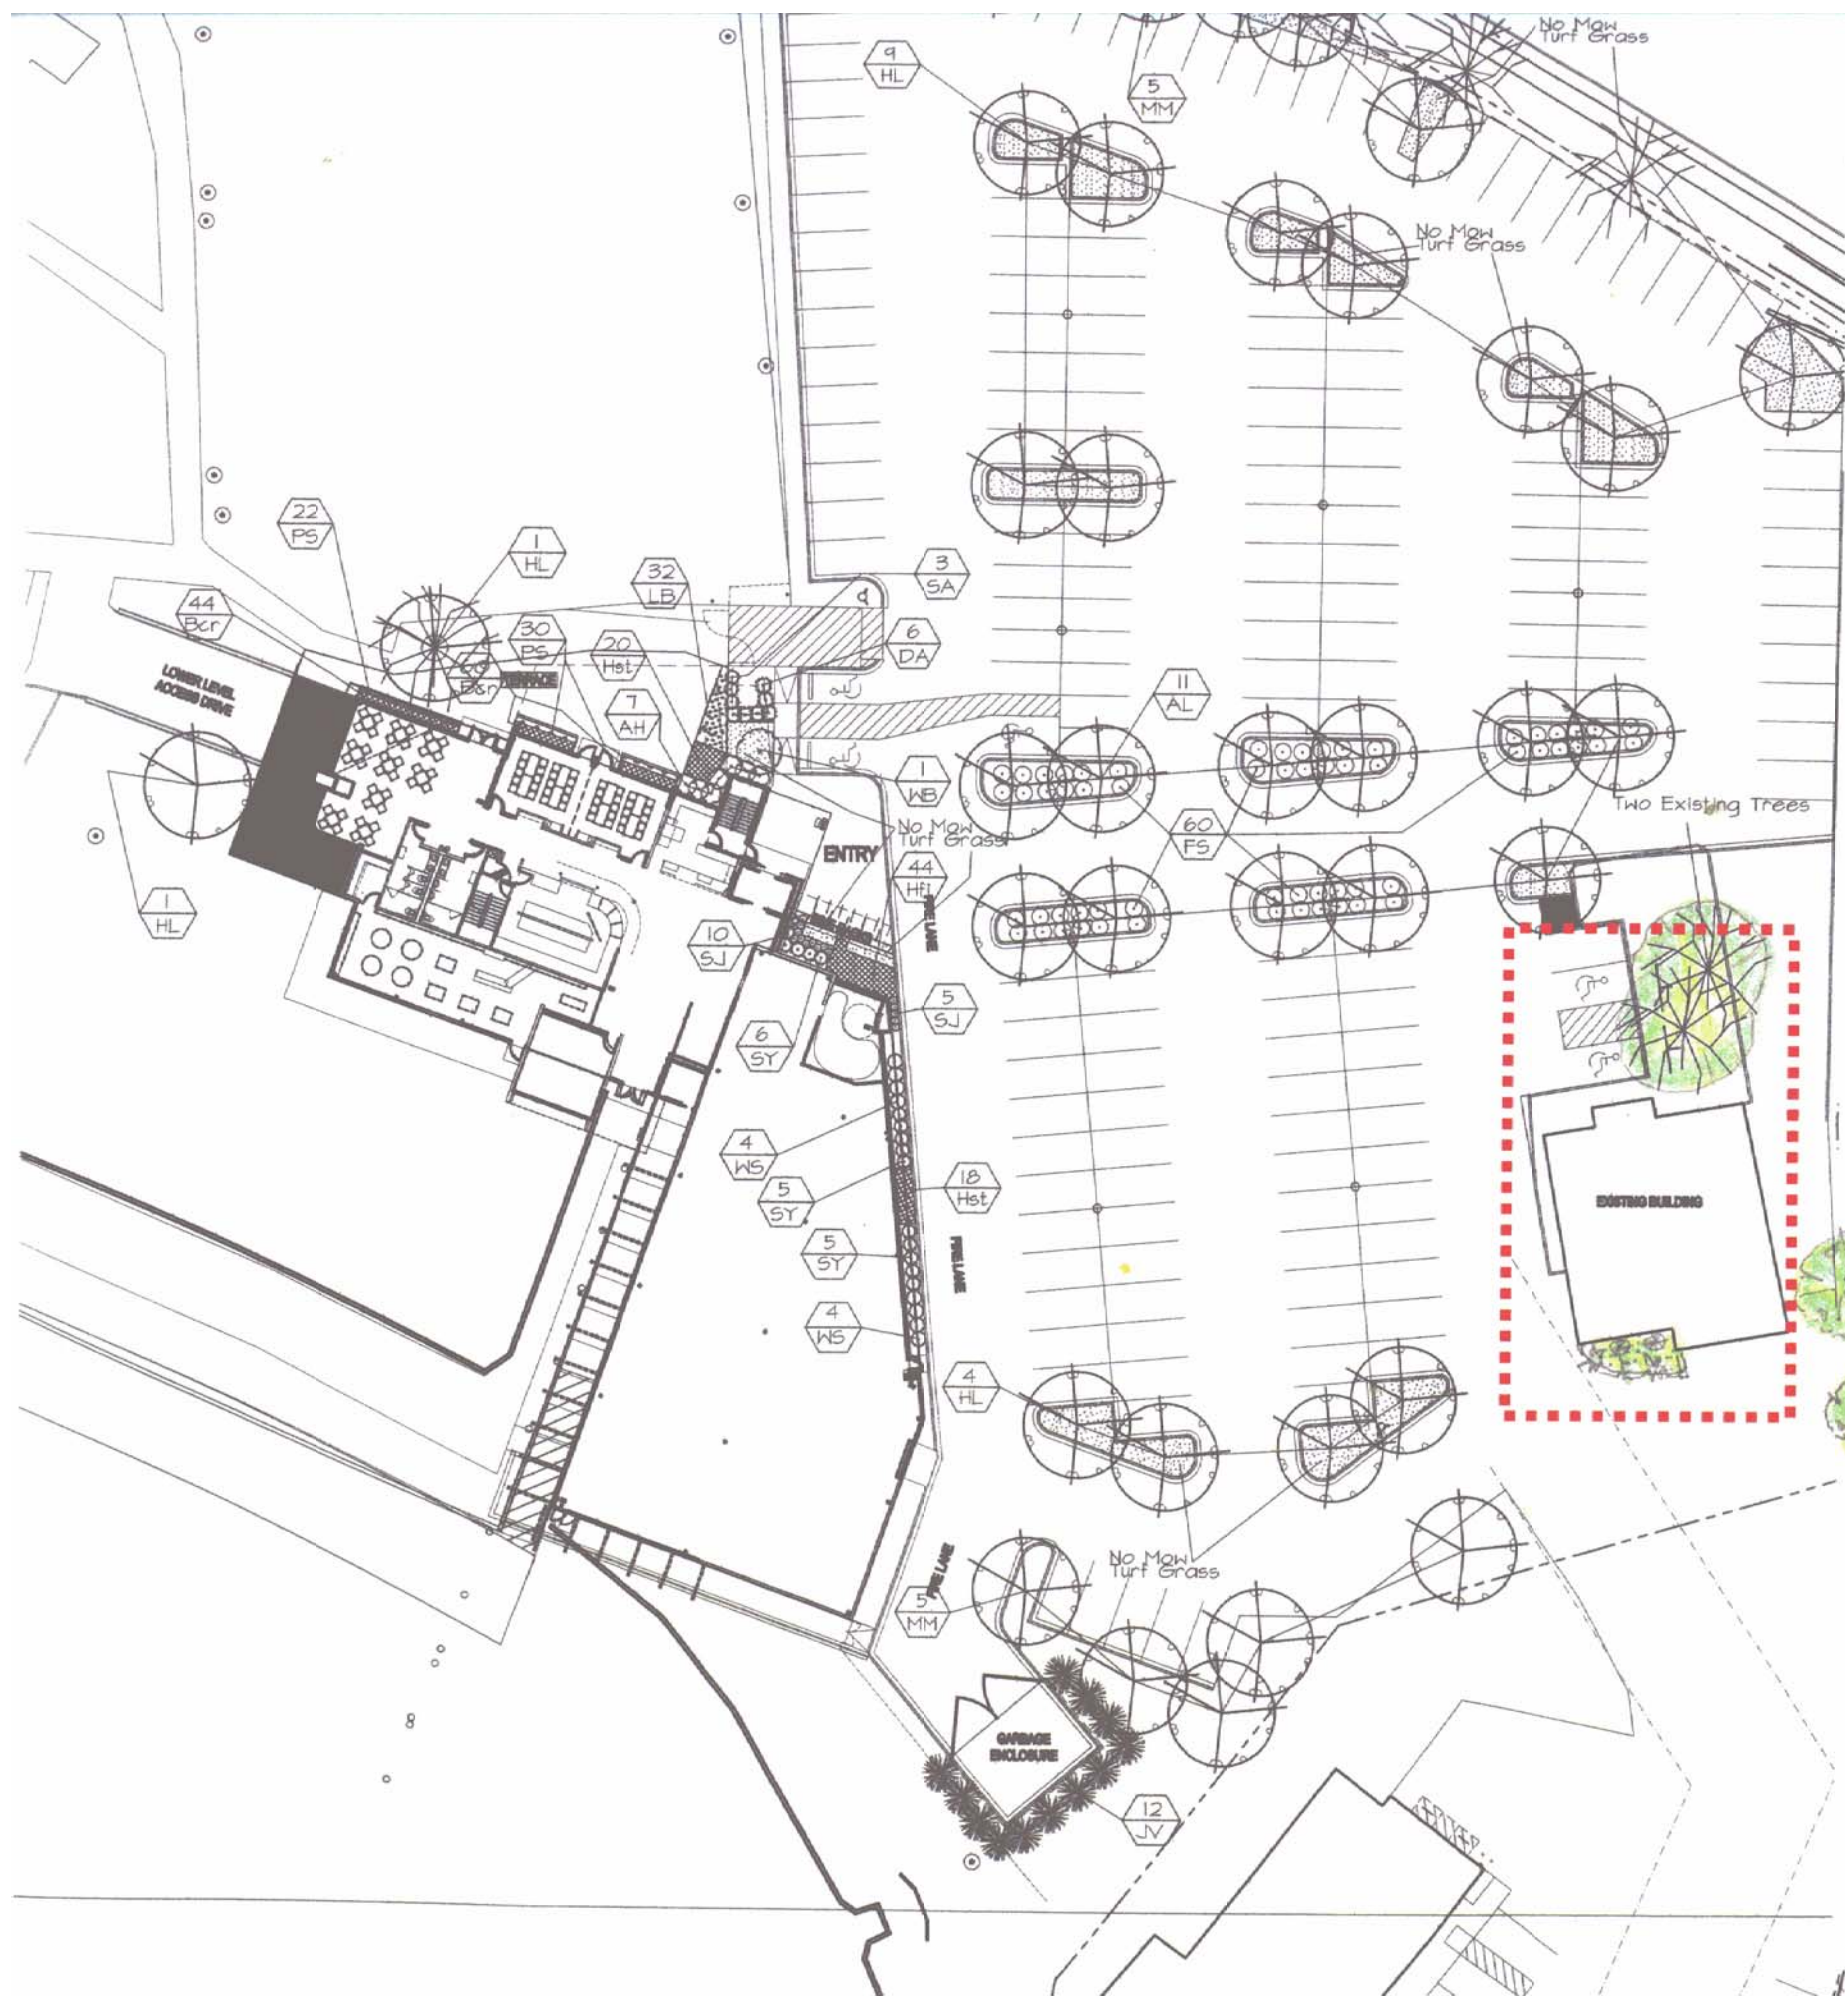 No Mow
Turf Grass
9
HL
5
MM
No Mow
Turf Grass
22
PS
1
HL
32
LB
3
SA
44
Bcr
30
PS
20
Hst
6
DA
LOWER LEVEL
ACCESS DRIVE
7
AH
11
AL
1
WB
Two Existing Trees
No Mow
Turf Grass
60
FS
ENTRY
44
1
HL
FIRE LANE
10
SJ
5
SJ
6
SY
4
WS
18
Hst
5
SY
EXISTING BUILDING
5
SY
FIRE LANE
4
WS
4
HL
No Mow
Turf Grass
FIRE LANE
5
MM
GARBAGE
ENCLOSURE
12
JV